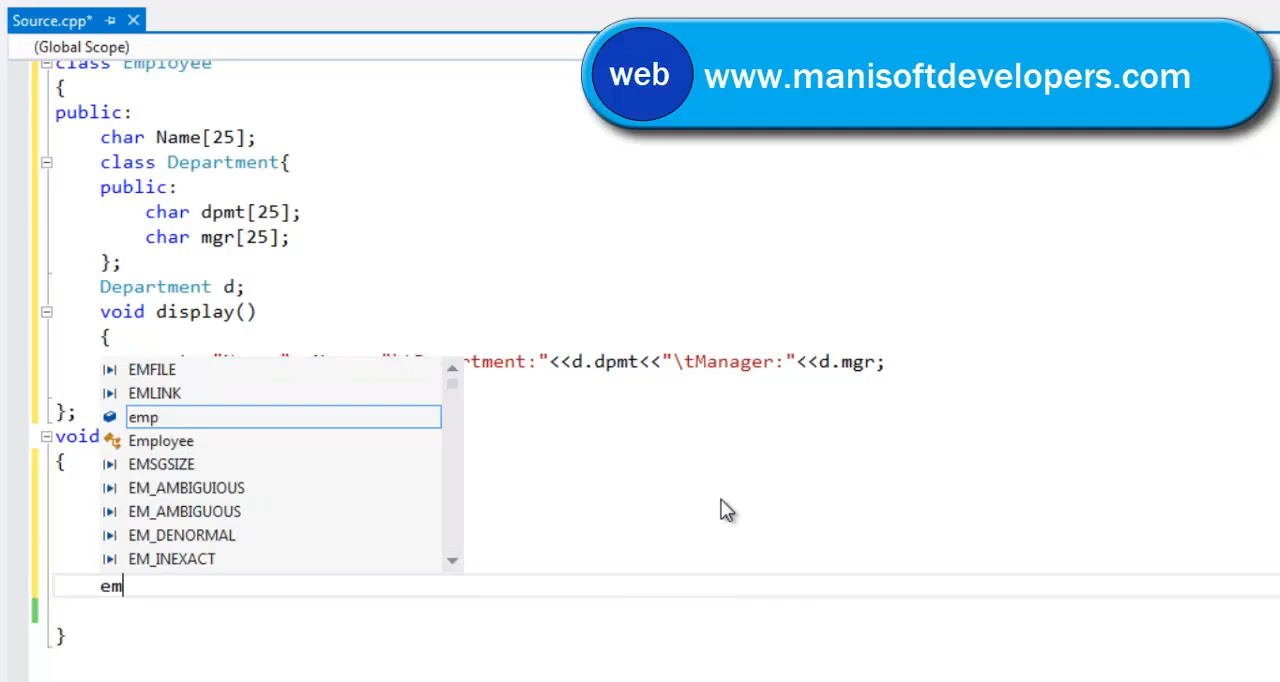 Source.cpp*
(Global Scope)
web www.manisoftdevelopers.com
class Employee
{
public:
char Name[25];
class Department{
public:
char dpmt[25];
char mgr[25];
};
Department d;
void display()
{
tment:"<<d.dpmt<<"\tManager:"<<d.mgr;
};
void
{
EMFILE
EMLINK
emp
Employee
EMSGSIZE
EM_AMBIGUIOUS
EM_AMBIGUOUS
EM_DENORMAL
EM_INEXACT
em
}